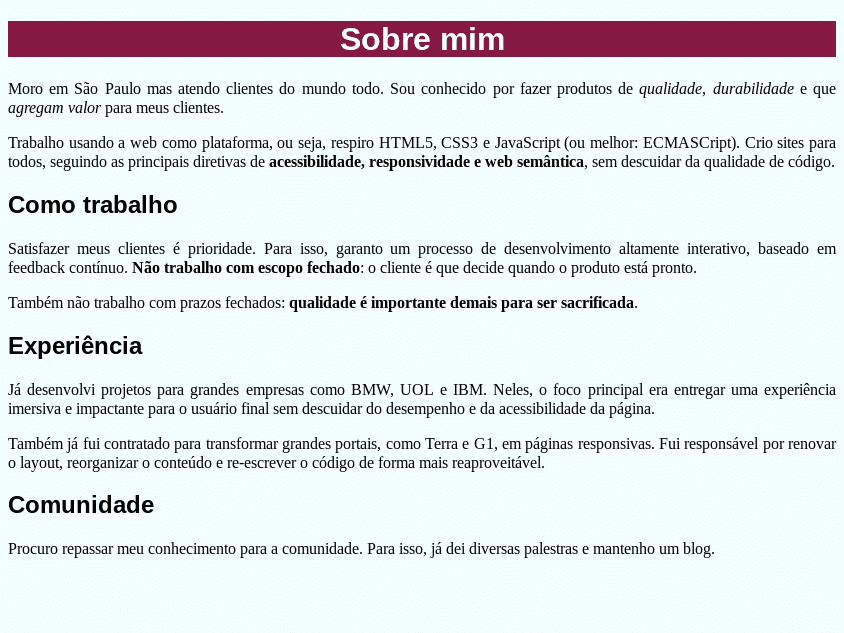 Sobre mim
Moro em São Paulo mas atendo clientes do mundo todo. Sou conhecido por fazer produtos de qualidade, durabilidade e que
agregam valor para meus clientes.
Trabalho usando a web como plataforma, ou seja, respiro HTML5, CSS3 e JavaScript (ou melhor: ECMASCript). Crio sites para
todos, seguindo as principais diretivas de acessibilidade, responsividade e web semântica, sem descuidar da qualidade de código.
Como trabalho
Satisfazer meus clientes é prioridade. Para isso, garanto um processo de desenvolvimento altamente interativo, baseado em
feedback contínuo. Não trabalho com escopo fechado: o cliente é que decide quando o produto está pronto.
Também não trabalho com prazos fechados: qualidade é importante demais para ser sacrificada.
Experiência
Já desenvolvi projetos para grandes empresas como BMW, UOL e IBM. Neles, o foco principal era entregar uma experiência
imersiva e impactante para o usuário final sem descuidar do desempenho e da acessibilidade da página.
Também já fui contratado para transformar grandes portais, como Terra e G1, em páginas responsivas. Fui responsável por renovar
o layout, reorganizar o conteúdo e re-escrever o código de forma mais reaproveitável.
Comunidade
Procuro repassar meu conhecimento para a comunidade. Para isso, já dei diversas palestras e mantenho um blog.